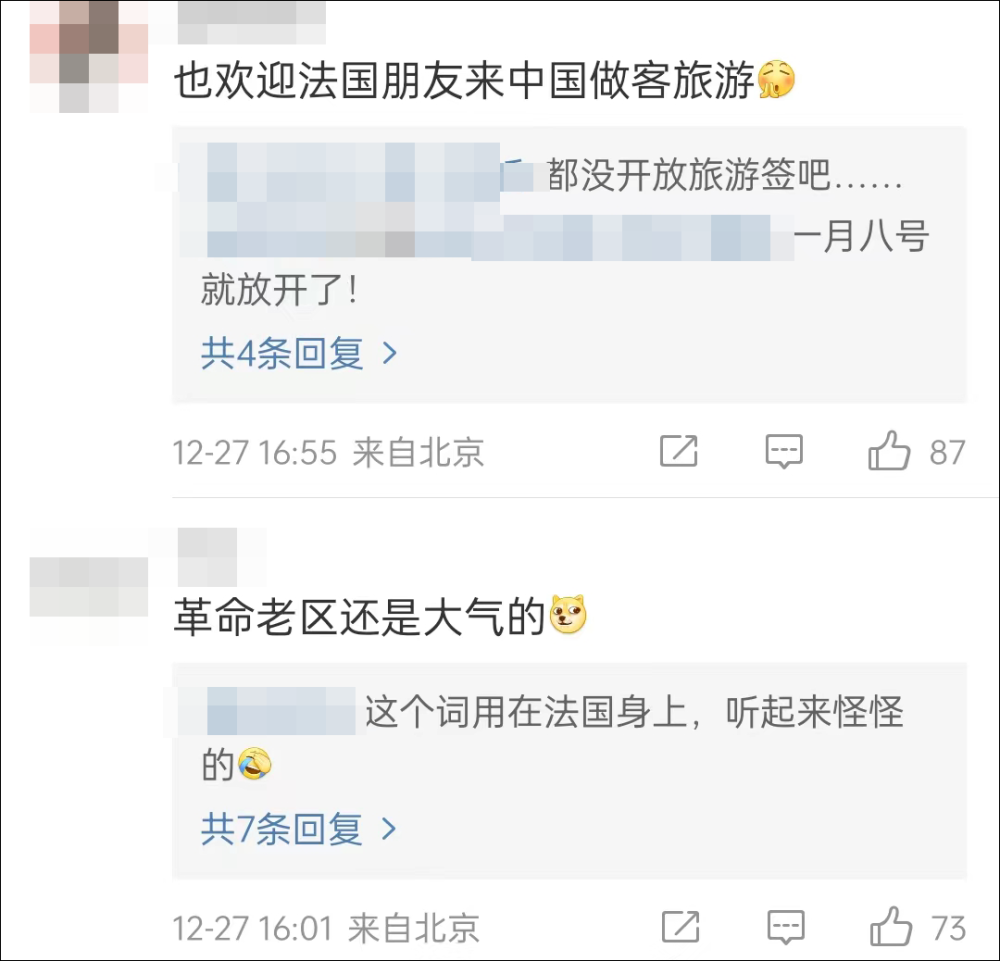 也欢迎法国朋友来中国做客旅游
都没开放旅游签吧……
一月八号
就放开了！
共4条回复 >
12-27 16:55 来自北京 87
革命老区还是大气的
这个词用在法国身上，听起来怪怪
的
共7条回复 >
12-27 16:01 来自北京 73